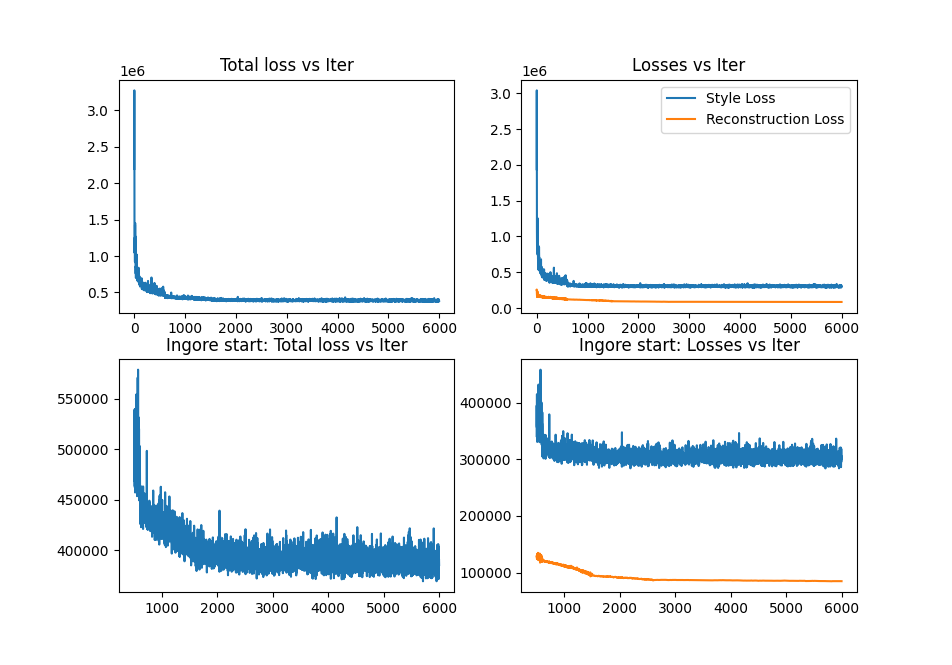 Total loss vs Iter
1e6
3.0
2.5
2.0
1.5
1.0
0.5
0 1000 2000 3000 4000 5000 6000
Losses vs Iter
1e6
Style Loss
Reconstruction Loss
3.0
2.5
2.0
1.5
1.0
0.5
0.0
0 1000 2000 3000 4000 5000 6000
Ingore start: Total loss vs Iter
550000
500000
450000
400000
1000 2000 3000 4000 5000 6000
Ingore start: Losses vs Iter
400000
300000
200000
100000
1000 2000 3000 4000 5000 6000